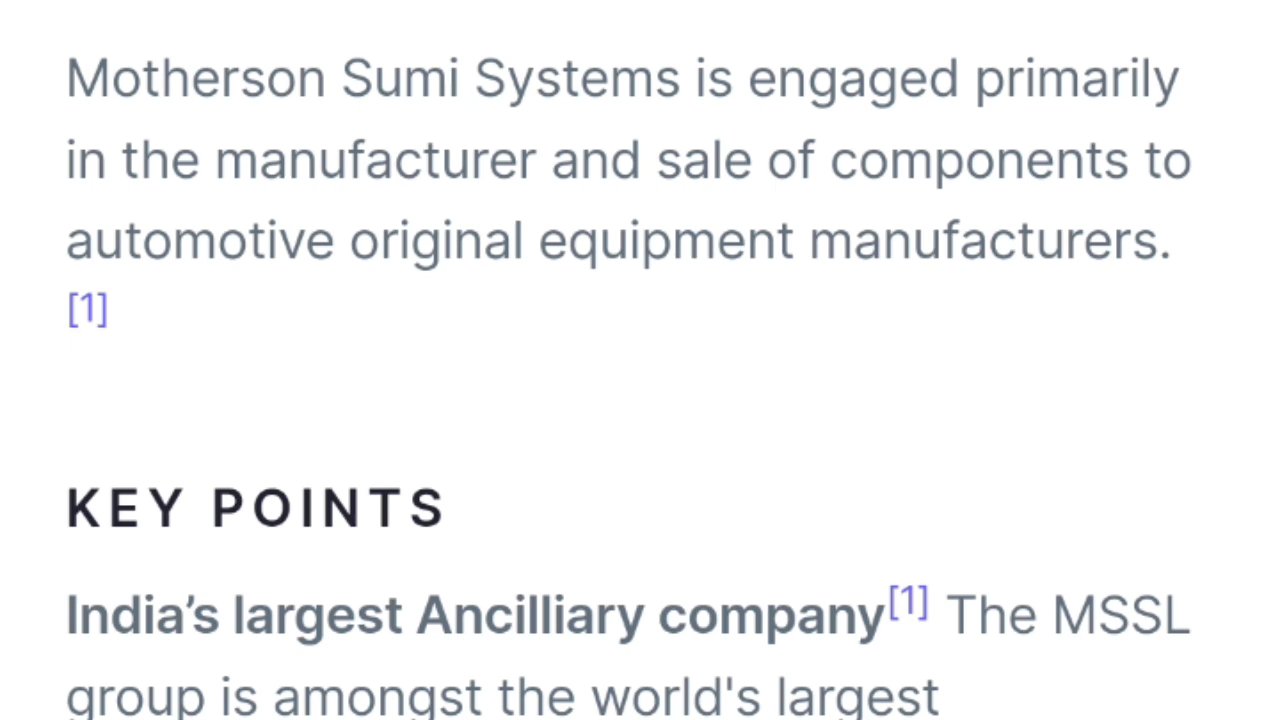 Motherson Sumi Systems is engaged primarily
in the manufacturer and sale of components to
automotive original equipment manufacturers.
[1]
KEY POINTS
India’s largest Ancilliary company[1] The MSSL
group is amongst the world's largest